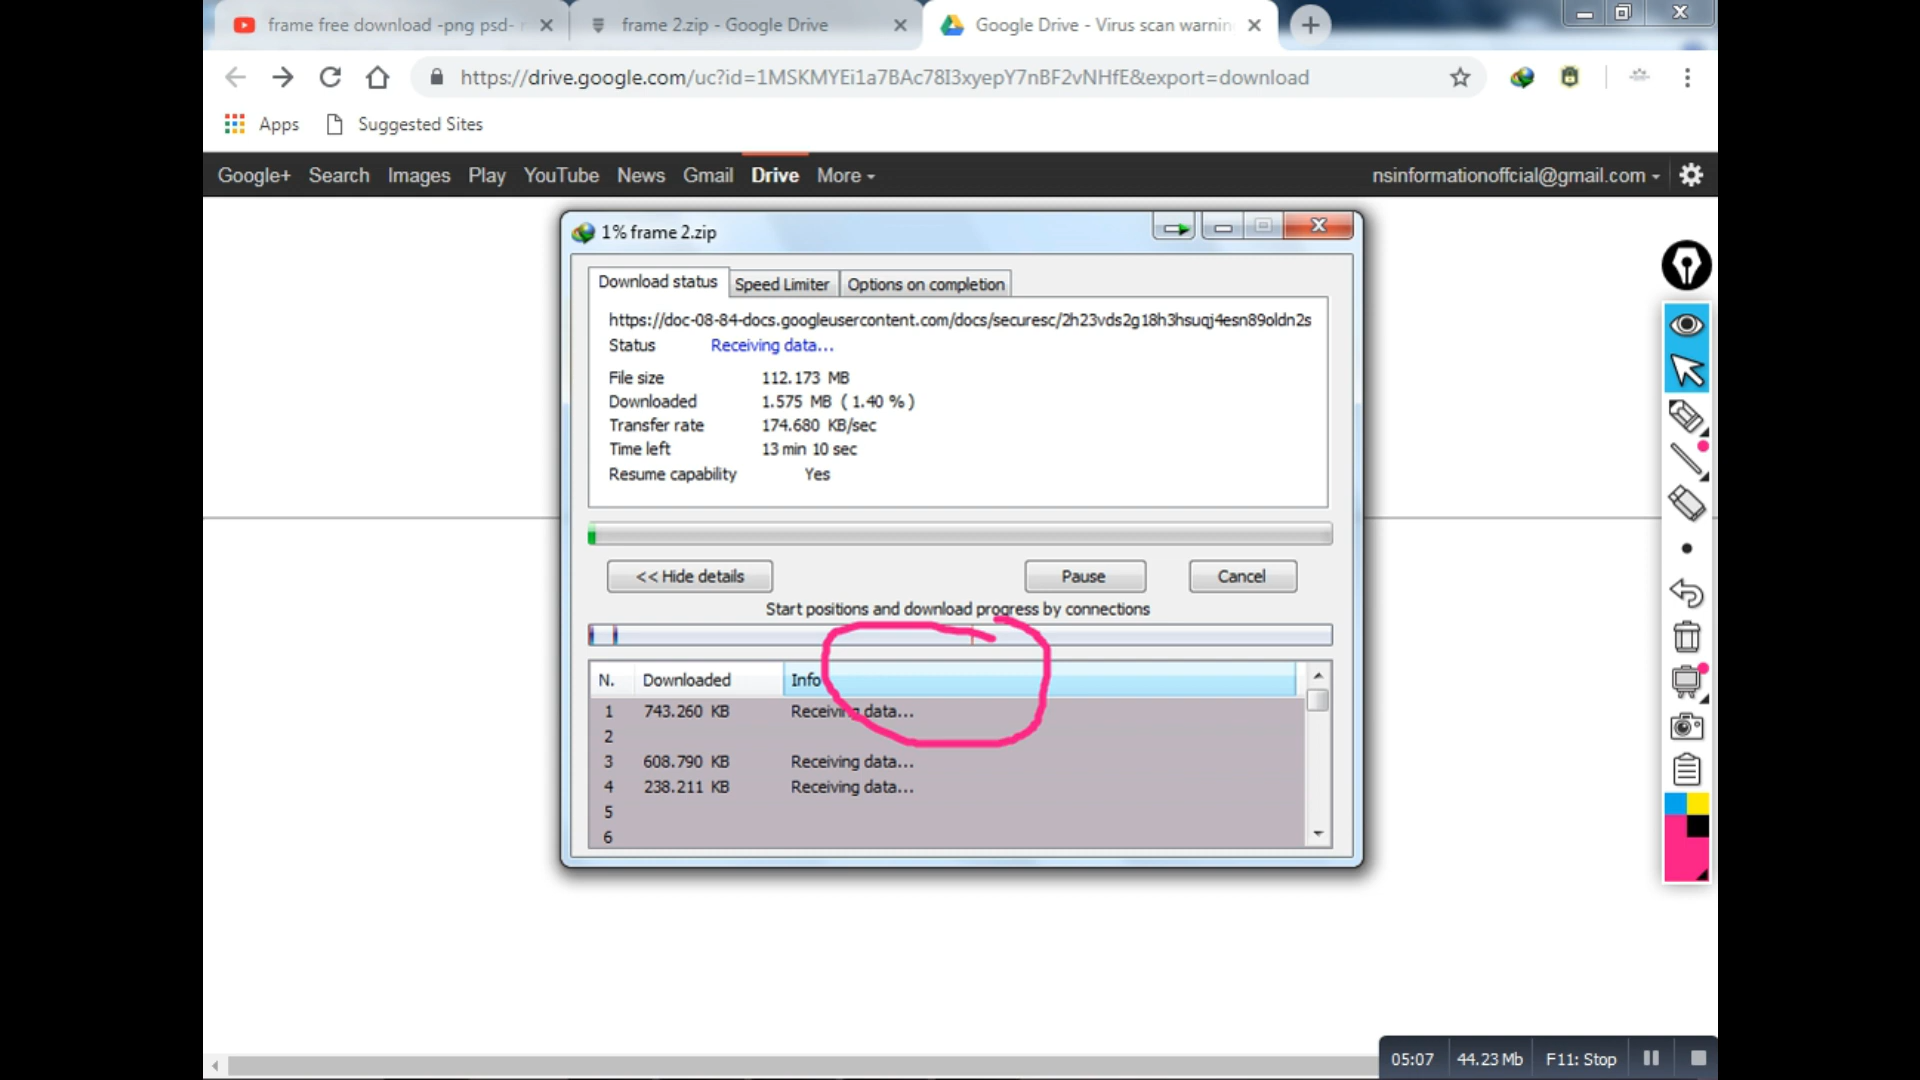 frame free download -png psd-
frame 2.zip - Google Drive
Google Drive - Virus scan warnin
https://drive.google.com/uc?id=1MSKMYEi1a7BAc78I3xyepY7nBF2vNHfE&export=download
Apps
Suggested Sites
Google+ Search Images Play YouTube News Gmail Drive More
nsinformationoffcial@gmail.com
1% frame 2.zip
Download status
Speed Limiter
Options on completion
https://doc-08-84-docs.googleusercontent.com/docs/securesc/2h23vds2g18h3hsuqj4esn89oldn2s
Status Receiving data...
File size 112.173 MB
Downloaded 1.575 MB ( 1.40 % )
Transfer rate 174.680 KB/sec
Time left 13 min 10 sec
Resume capability Yes
<< Hide details
Pause
Cancel
Start positions and download progress by connections
N. Downloaded Info
1 743.260 KB Receiving data...
2
3 608.790 KB Receiving data...
4 238.211 KB Receiving data...
5
6
05:07 44.23 Mb F11: Stop